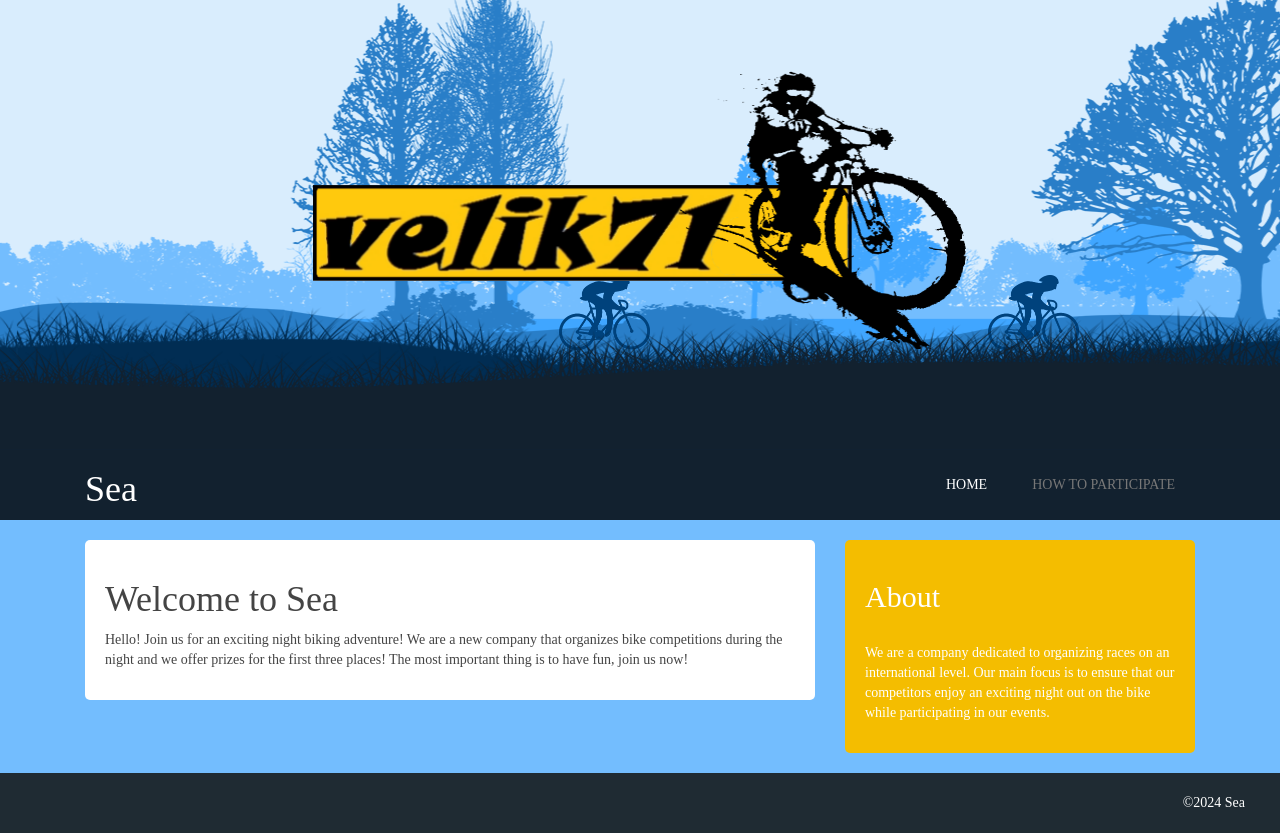 velik71
Sea
HOME
HOW TO PARTICIPATE
Welcome to Sea
Hello! Join us for an exciting night biking adventure! We are a new company that organizes bike competitions during the
night and we offer prizes for the first three places! The most important thing is to have fun, join us now!
About
We are a company dedicated to organizing races on an
international level. Our main focus is to ensure that our
competitors enjoy an exciting night out on the bike
while participating in our events.
©2024 Sea